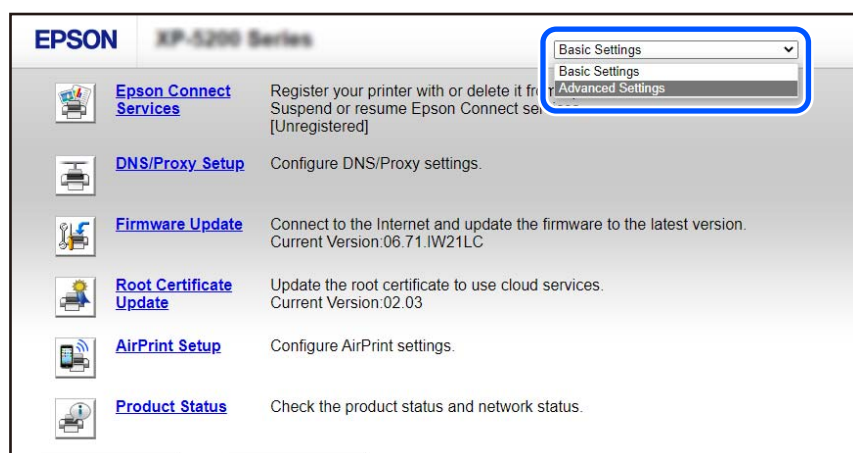 EPSON
Basic Settings
Basic Settings
Advanced Settings
Epson Connect Services
Register your printer with or delete it from
Suspend or resume Epson Connect
[Unregistered]
DNS/Proxy Setup
Configure DNS/Proxy settings.
Firmware Update
Connect to the Internet and update the firmware to the latest version.
Current Version:06.71.IW21LC
Root Certificate
Update
Update the root certificate to use cloud services.
Current Version:02.03
AirPrint Setup
Configure AirPrint settings.
Product Status
Check the product status and network status.